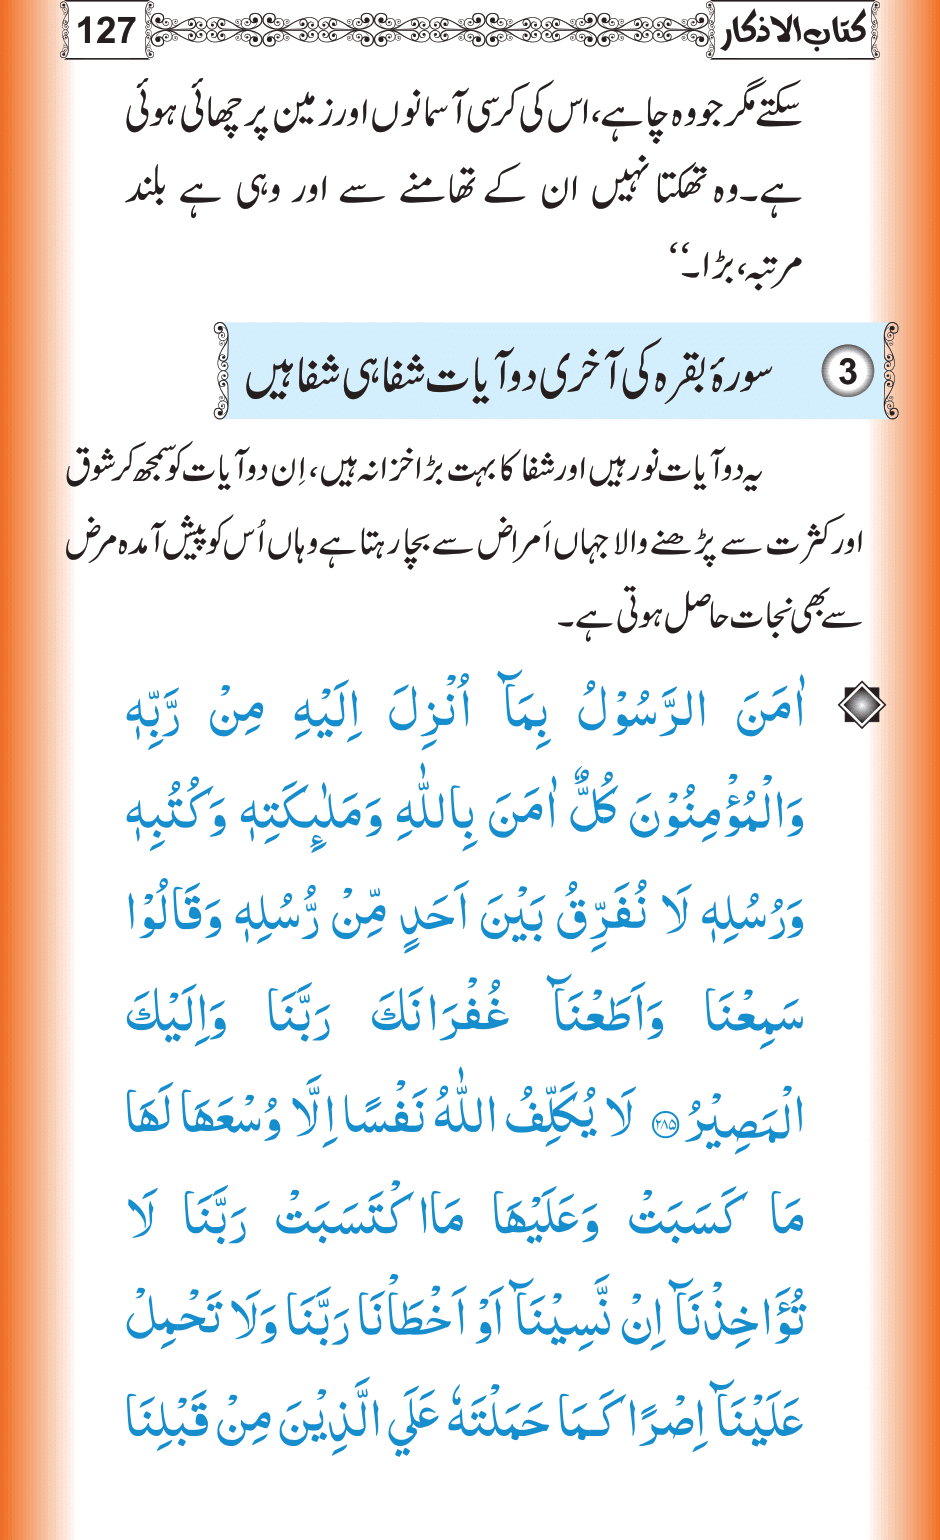 کتاب الاذکار
127
سکتے مگر جو وہ چاہے، اس کی کرسی آسمانوں اور زمین پر چھائی ہوئی
ہے۔ وہ تھکتا نہیں ان کے تھامنے سے اور وہی ہے بلند
مرتبہ، بڑا۔‘‘
3 سورۂ بقرہ کی آخری دو آیات شفا ہی شفا ہیں
یہ دو آیات نور ہیں اور شفا کا بہت بڑا خزانہ ہیں، اِن دو آیات کو سمجھ کر شوق
اور کثرت سے پڑھنے والا جہاں اَمراض سے بچا رہتا ہے وہاں اُس کو پیش آمدہ مرض
سے بھی نجات حاصل ہوتی ہے۔
اٰمَنَ الرَّسُوْلُ بِمَاۤ اُنْزِلَ اِلَیْهِ مِنْ رَّبِّهٖ
وَالْمُؤْمِنُوْنَ کُلٌّ اٰمَنَ بِاللّٰهِ وَمَلٰٓئِکَتِهٖ وَکُتُبِهٖ
وَرُسُلِهٖ لَا نُفَرِّقُ بَیْنَ اَحَدٍ مِّنْ رُّسُلِهٖ وَقَالُوْا
سَمِعْنَا وَاَطَعْنَاۤ غُفْرَانَکَ رَبَّنَا وَاِلَیْکَ
الْمَصِیْرُ ﴿۲۸۵﴾ لَا یُکَلِّفُ اللّٰهُ نَفْسًا اِلَّا وُسْعَهَا لَهَا
مَا کَسَبَتْ وَعَلَیْهَا مَااکْتَسَبَتْ رَبَّنَا لَا
تُؤَاخِذْنَاۤ اِنْ نَّسِیْنَاۤ اَوْ اَخْطَاْنَا رَبَّنَا وَلَا تَحْمِلْ
عَلَیْنَاۤ اِصْرًا کَمَا حَمَلْتَهٗ عَلَی الَّذِیْنَ مِنْ قَبْلِنَا